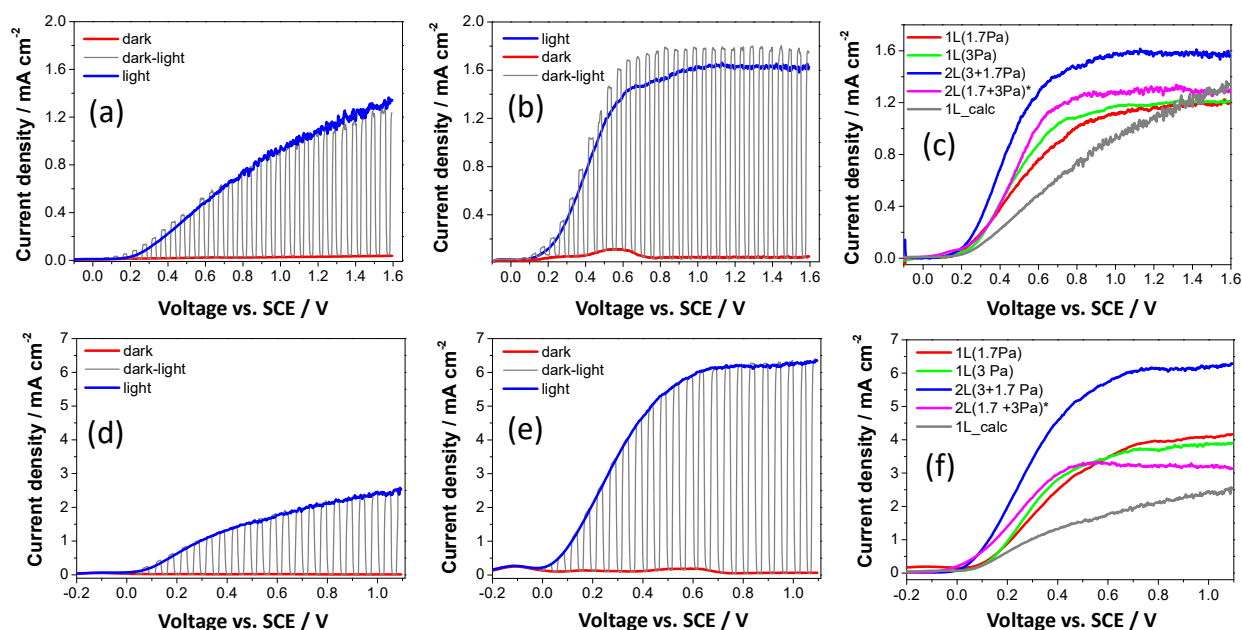 2.0
1.6
1.2
0.8
0.4
0.0
Current density / mA cm⁻²
dark
dark-light
light
(a)
0.0 0.2 0.4 0.6 0.8 1.0 1.2 1.4 1.6
Voltage vs. SCE / V
2.0
1.6
1.2
0.8
0.4
0.0
Current density / mA cm⁻²
light
dark
dark-light
(b)
0.0 0.2 0.4 0.6 0.8 1.0 1.2 1.4 1.6
Voltage vs. SCE / V
1.6
1.2
0.8
0.4
0.0
Current density / mA cm⁻²
1L(1.7Pa)
1L(3Pa)
2L(3+1.7Pa)
2L(1.7+3Pa)*
1L_calc
(c)
0.0 0.2 0.4 0.6 0.8 1.0 1.2 1.4 1.6
Voltage vs. SCE / V
7
6
5
4
3
2
1
0
Current density / mA cm⁻²
dark
dark-light
light
(d)
-0.2 0.0 0.2 0.4 0.6 0.8 1.0
Voltage vs. SCE / V
7
6
5
4
3
2
1
0
Current density / mA cm⁻²
dark
dark-light
light
(e)
-0.2 0.0 0.2 0.4 0.6 0.8 1.0
Voltage vs. SCE / V
7
6
5
4
3
2
1
0
Current density / mA cm⁻²
1L(1.7Pa)
1L(3 Pa)
2L(3+1.7 Pa)
2L(1.7 +3Pa)*
1L_calc
(f)
-0.2 0.0 0.2 0.4 0.6 0.8 1.0
Voltage vs. SCE / V